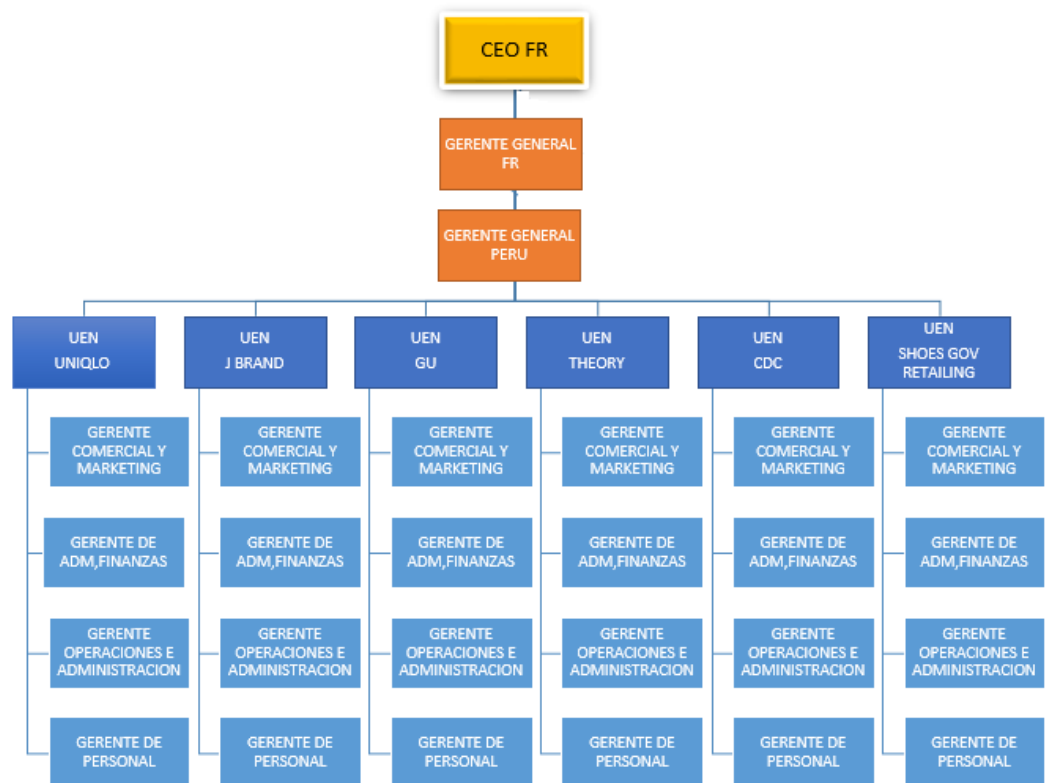 CEO FR
GERENTE GENERAL
FR
GERENTE GENERAL
PERU
UEN
UNIQLO
UEN
J BRAND
UEN
GU
UEN
THEORY
UEN
CDC
UEN
SHOES GOV
RETAILING
GERENTE
COMERCIAL Y
MARKETING
GERENTE
COMERCIAL Y
MARKETING
GERENTE
COMERCIAL Y
MARKETING
GERENTE
COMERCIAL Y
MARKETING
GERENTE
COMERCIAL Y
MARKETING
GERENTE
COMERCIAL Y
MARKETING
GERENTE DE
ADM,FINANZAS
GERENTE DE
ADM,FINANZAS
GERENTE DE
ADM,FINANZAS
GERENTE DE
ADM,FINANZAS
GERENTE DE
ADM,FINANZAS
GERENTE DE
ADM,FINANZAS
GERENTE
OPERACIONES E
ADMINISTRACION
GERENTE
OPERACIONES E
ADMINISTRACION
GERENTE
OPERACIONES E
ADMINISTRACION
GERENTE
OPERACIONES E
ADMINISTRACION
GERENTE
OPERACIONES E
ADMINISTRACION
GERENTE
OPERACIONES E
ADMINISTRACION
GERENTE DE
PERSONAL
GERENTE DE
PERSONAL
GERENTE DE
PERSONAL
GERENTE DE
PERSONAL
GERENTE DE
PERSONAL
GERENTE DE
PERSONAL